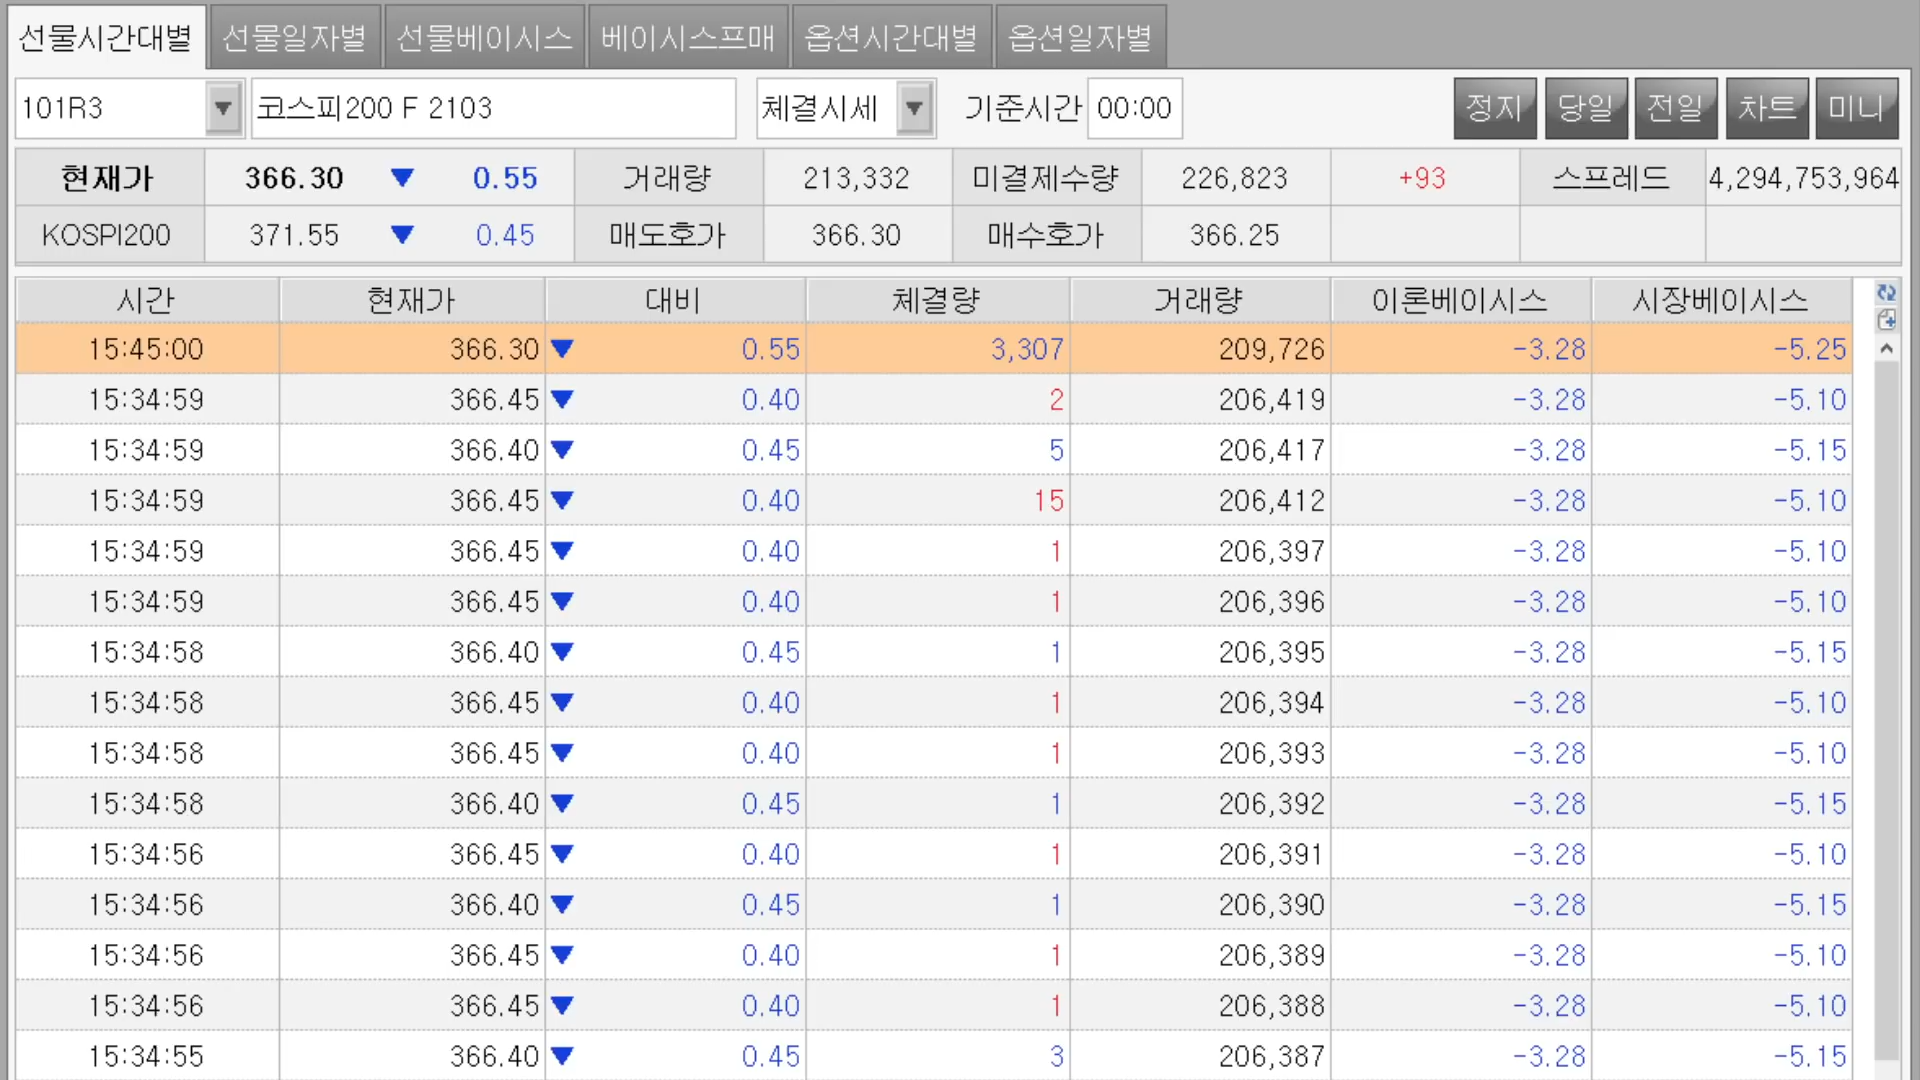 선물시간대별 선물일자별 선물베이시스 베이시스프매 옵션시간대별 옵션일자별
101R3 코스피200 F 2103 체결시세 기준시간 00:00 정지 당일 전일 차트 미니
현재가 366.30 ▼ 0.55 거래량 213,332 미결제수량 226,823 +93 스프레드 4,294,753,964
KOSPI200 371.55 ▼ 0.45 매도호가 366.30 매수호가 366.25
시간 현재가 대비 체결량 거래량 이론베이시스 시장베이시스
15:45:00 366.30 ▼ 0.55 3,307 209,726 -3.28 -5.25
15:34:59 366.45 ▼ 0.40 2 206,419 -3.28 -5.10
15:34:59 366.40 ▼ 0.45 5 206,417 -3.28 -5.15
15:34:59 366.45 ▼ 0.40 15 206,412 -3.28 -5.10
15:34:59 366.45 ▼ 0.40 1 206,397 -3.28 -5.10
15:34:59 366.45 ▼ 0.40 1 206,396 -3.28 -5.10
15:34:58 366.40 ▼ 0.45 1 206,395 -3.28 -5.15
15:34:58 366.45 ▼ 0.40 1 206,394 -3.28 -5.10
15:34:58 366.45 ▼ 0.40 1 206,393 -3.28 -5.10
15:34:58 366.40 ▼ 0.45 1 206,392 -3.28 -5.15
15:34:56 366.45 ▼ 0.40 1 206,391 -3.28 -5.10
15:34:56 366.40 ▼ 0.45 1 206,390 -3.28 -5.15
15:34:56 366.45 ▼ 0.40 1 206,389 -3.28 -5.10
15:34:56 366.45 ▼ 0.40 1 206,388 -3.28 -5.10
15:34:55 366.40 ▼ 0.45 3 206,387 -3.28 -5.15